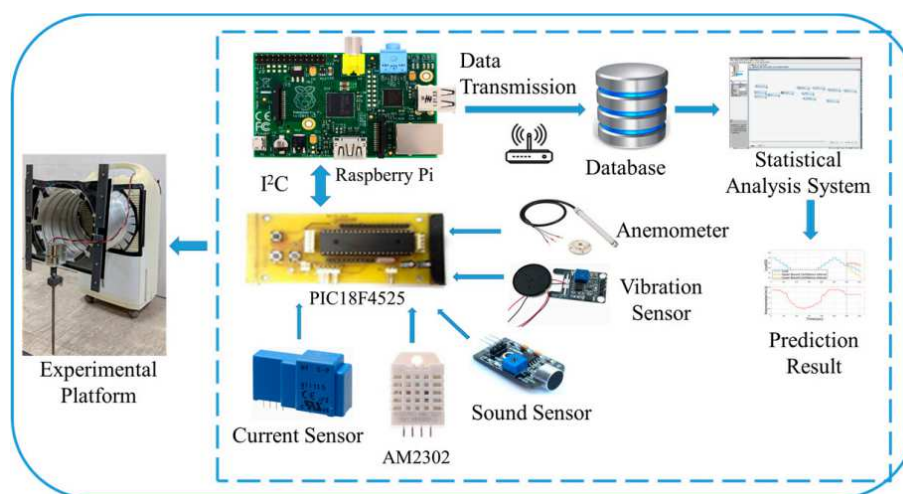 Data
Transmission
Database
Statistical
Analysis System
I²C
Raspberry Pi
Anemometer
PIC18F4525
Vibration
Sensor
Experimental
Platform
Prediction
Result
Current Sensor
AM2302
Sound Sensor